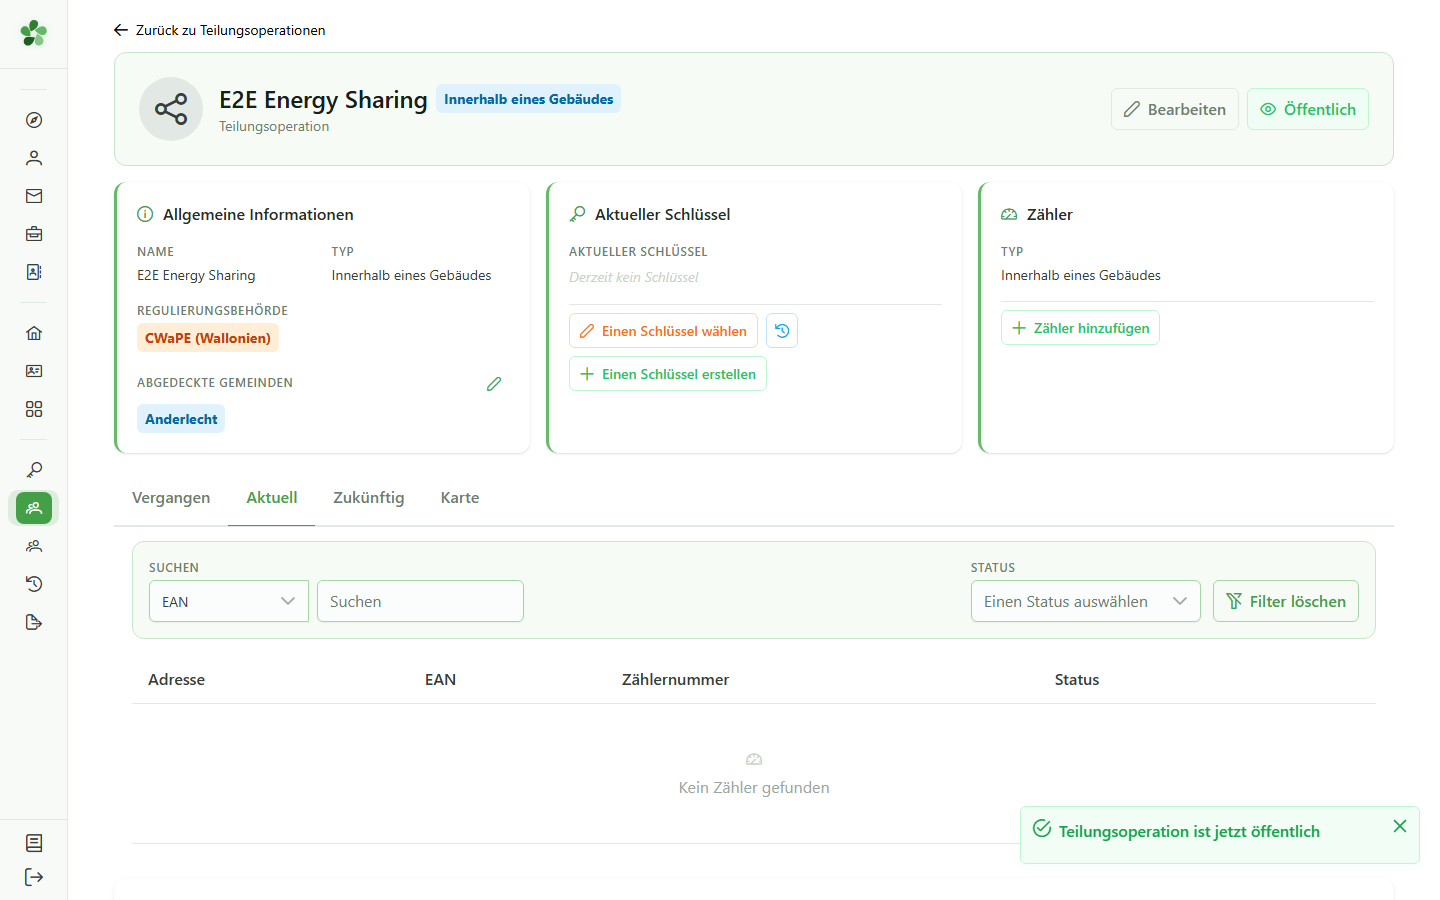 Zurück zu Teilungsoperationen
E2E Energy Sharing
Innerhalb eines Gebäudes
Teilungsoperation
Bearbeiten
Öffentlich
Allgemeine Informationen
NAME
TYP
E2E Energy Sharing
Innerhalb eines Gebäudes
REGULIERUNGSBEHÖRDE
CWaPE (Wallonien)
ABGEDECKTE GEMEINDEN
Anderlecht
Aktueller Schlüssel
AKTUELLER SCHLÜSSEL
Derzeit kein Schlüssel
Einen Schlüssel wählen
Einen Schlüssel erstellen
Zähler
TYP
Innerhalb eines Gebäudes
Zähler hinzufügen
Vergangen
Aktuell
Zukünftig
Karte
SUCHEN
EAN
Suchen
STATUS
Einen Status auswählen
Filter löschen
Adresse
EAN
Zählernummer
Status
Kein Zähler gefunden
Teilungsoperation ist jetzt öffentlich